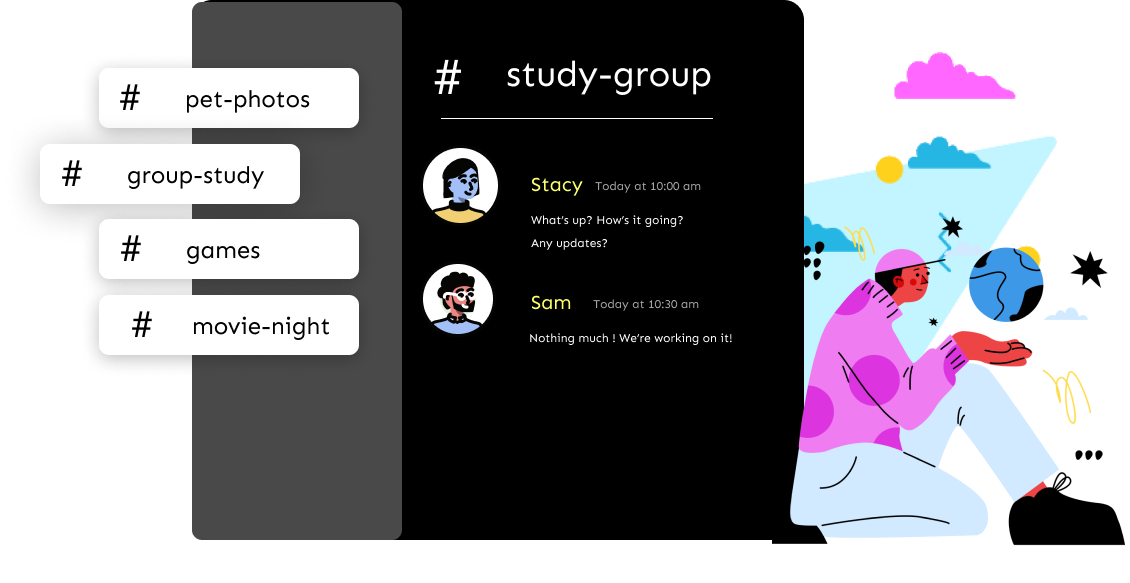 # pet-photos
# group-study
# games
# movie-night
# study-group
Stacy Today at 10:00 am
What's up? How's it going?
Any updates?
Sam Today at 10:30 am
Nothing much ! We're working on it!